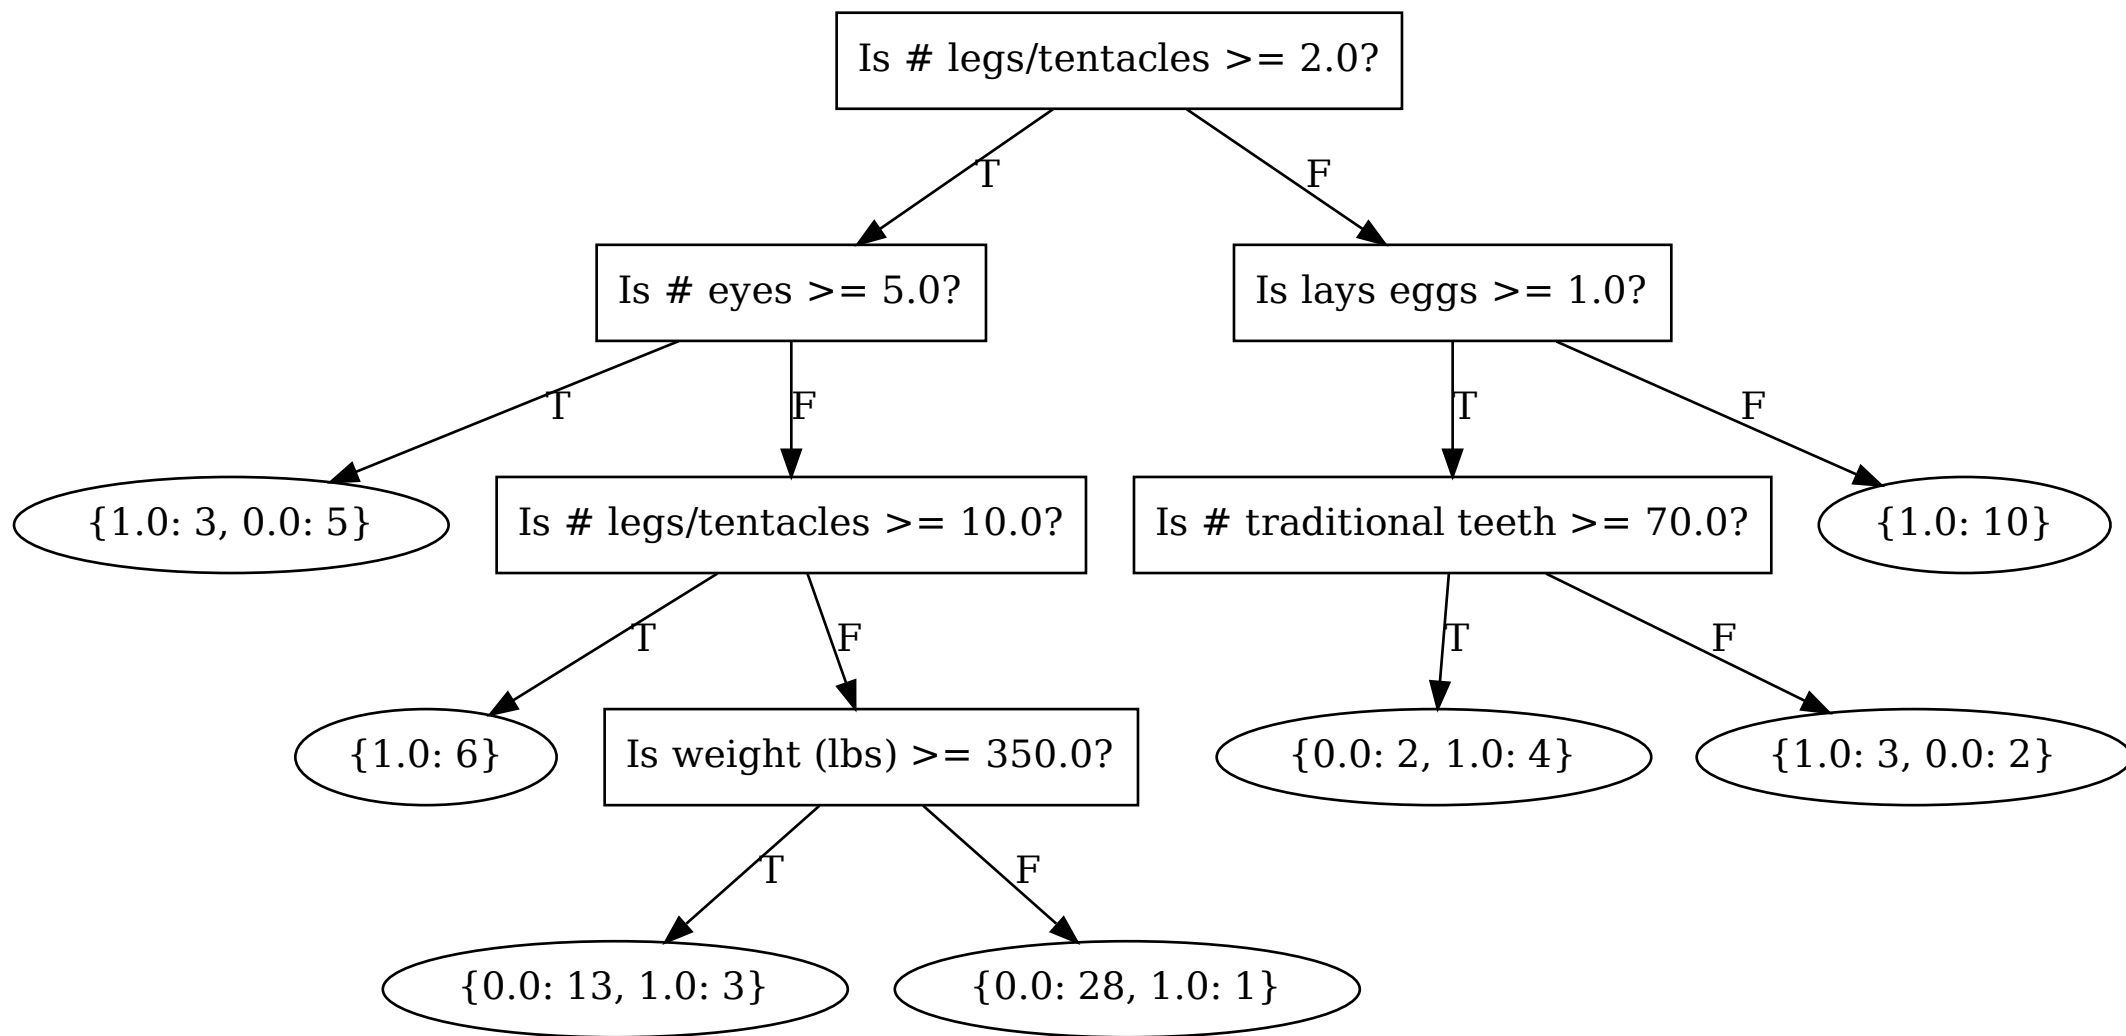 Is # legs/tentacles >= 2.0?
T
F
Is # eyes >= 5.0?
Is lays eggs >= 1.0?
T
F
T
F
{1.0: 3, 0.0: 5}
Is # legs/tentacles >= 10.0?
Is # traditional teeth >= 70.0?
{1.0: 10}
T
F
T
F
{1.0: 6}
Is weight (lbs) >= 350.0?
{0.0: 2, 1.0: 4}
{1.0: 3, 0.0: 2}
T
F
{0.0: 13, 1.0: 3}
{0.0: 28, 1.0: 1}